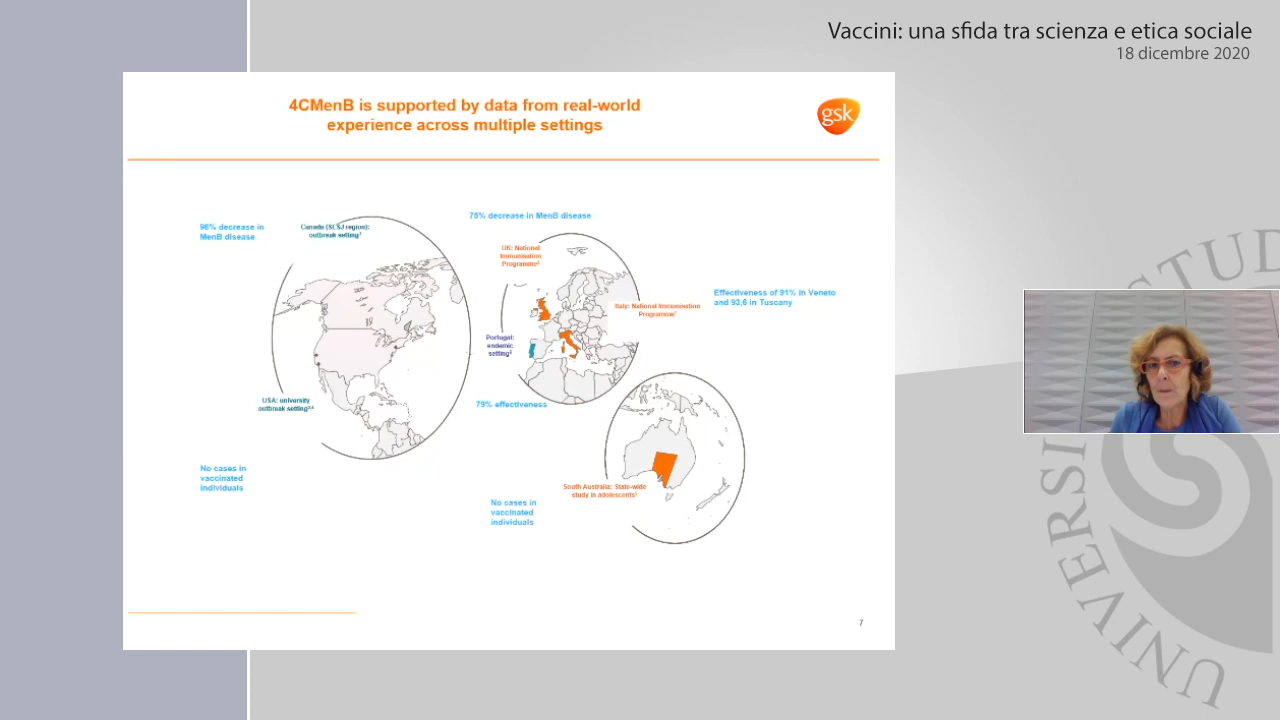 Vaccini: una sfida tra scienza e etica sociale
18 dicembre 2020
4CMenB is supported by data from real-world
experience across multiple settings
gsk
96% decrease in
MenB disease
Canada (SLSJ region):
outbreak setting
75% decrease in MenB disease
UK: National
Immunisation
Programme
Effectiveness of 91% in Veneto
and 93,6 in Tuscany
Italy: National Immunisation
Programme
Portugal:
endemic
setting
USA: university
outbreak setting
79% effectiveness
No cases in
vaccinated
individuals
South Australia: State-wide
study in adolescents
No cases in
vaccinated
individuals
7
UNIVERSI
STUD